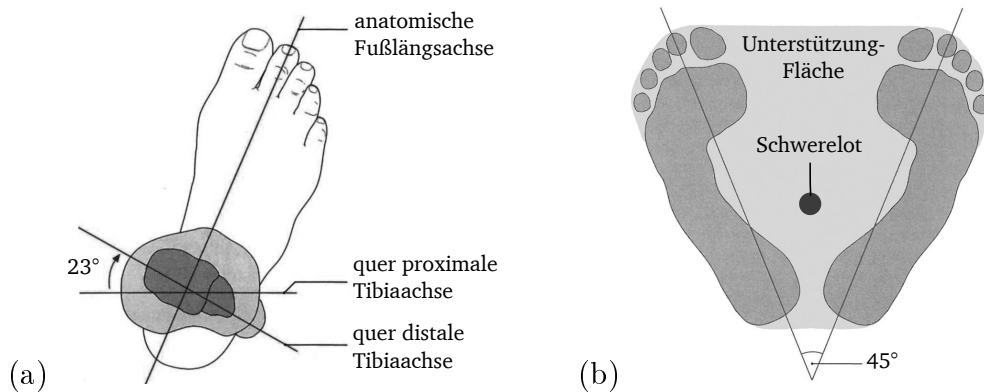 anatomische
Fußlängsachse
23°
quer proximale
Tibiaachse
quer distale
Tibiaachse
(a)
Unterstützung-
Fläche
Schwerelot
45°
(b)